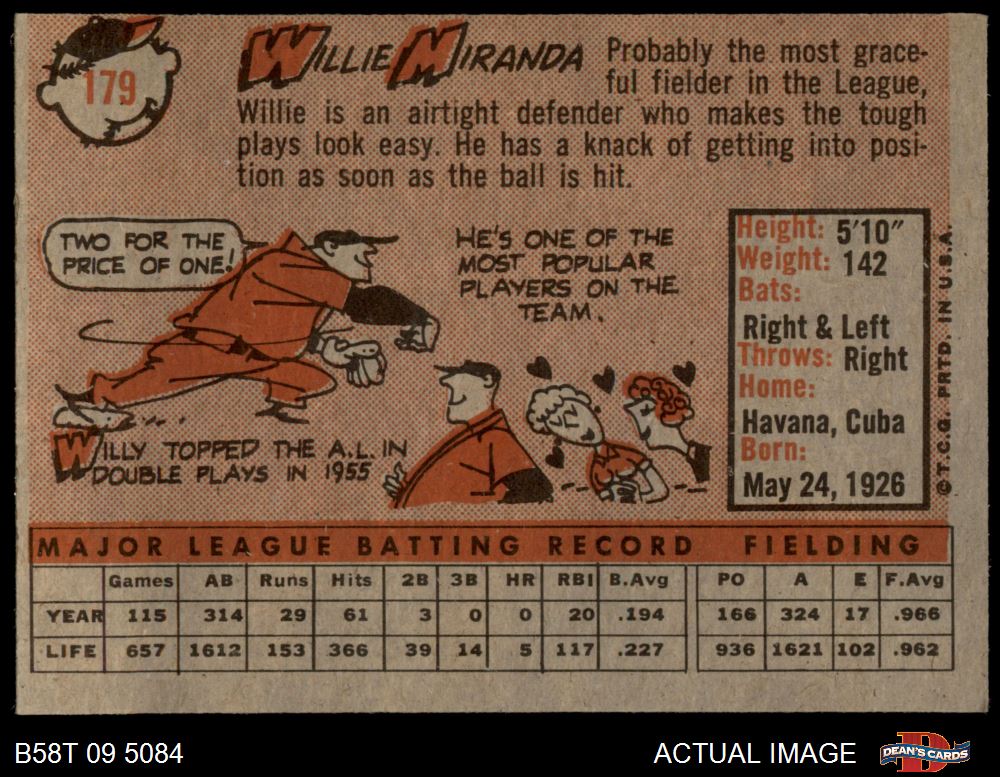 179
WILLIE MIRANDA
Probably the most grace-
ful fielder in the League,
Willie is an airtight defender who makes the tough
plays look easy. He has a knack of getting into posi-
tion as soon as the ball is hit.
TWO FOR THE
PRICE OF ONE!
WILLY TOPPED THE A.L. IN
DOUBLE PLAYS IN 1955
HE'S ONE OF THE
MOST POPULAR
PLAYERS ON THE
TEAM.
Height: 5'10"
Weight: 142
Bats:
Right & Left
Throws: Right
Home:
Havana, Cuba
Born:
May 24, 1926
© T.C.G. PRTD. IN U.S.A.
MAJOR LEAGUE BATTING RECORD FIELDING
Games AB Runs Hits 2B 3B HR RBI B.Avg PO A E F.Avg
YEAR 115 314 29 61 3 0 0 20 .194 166 324 17 .966
LIFE 657 1612 153 366 39 14 5 117 .227 936 1621 102 .962
B58T 09 5084
ACTUAL IMAGE
D
DEAN'S CARDS